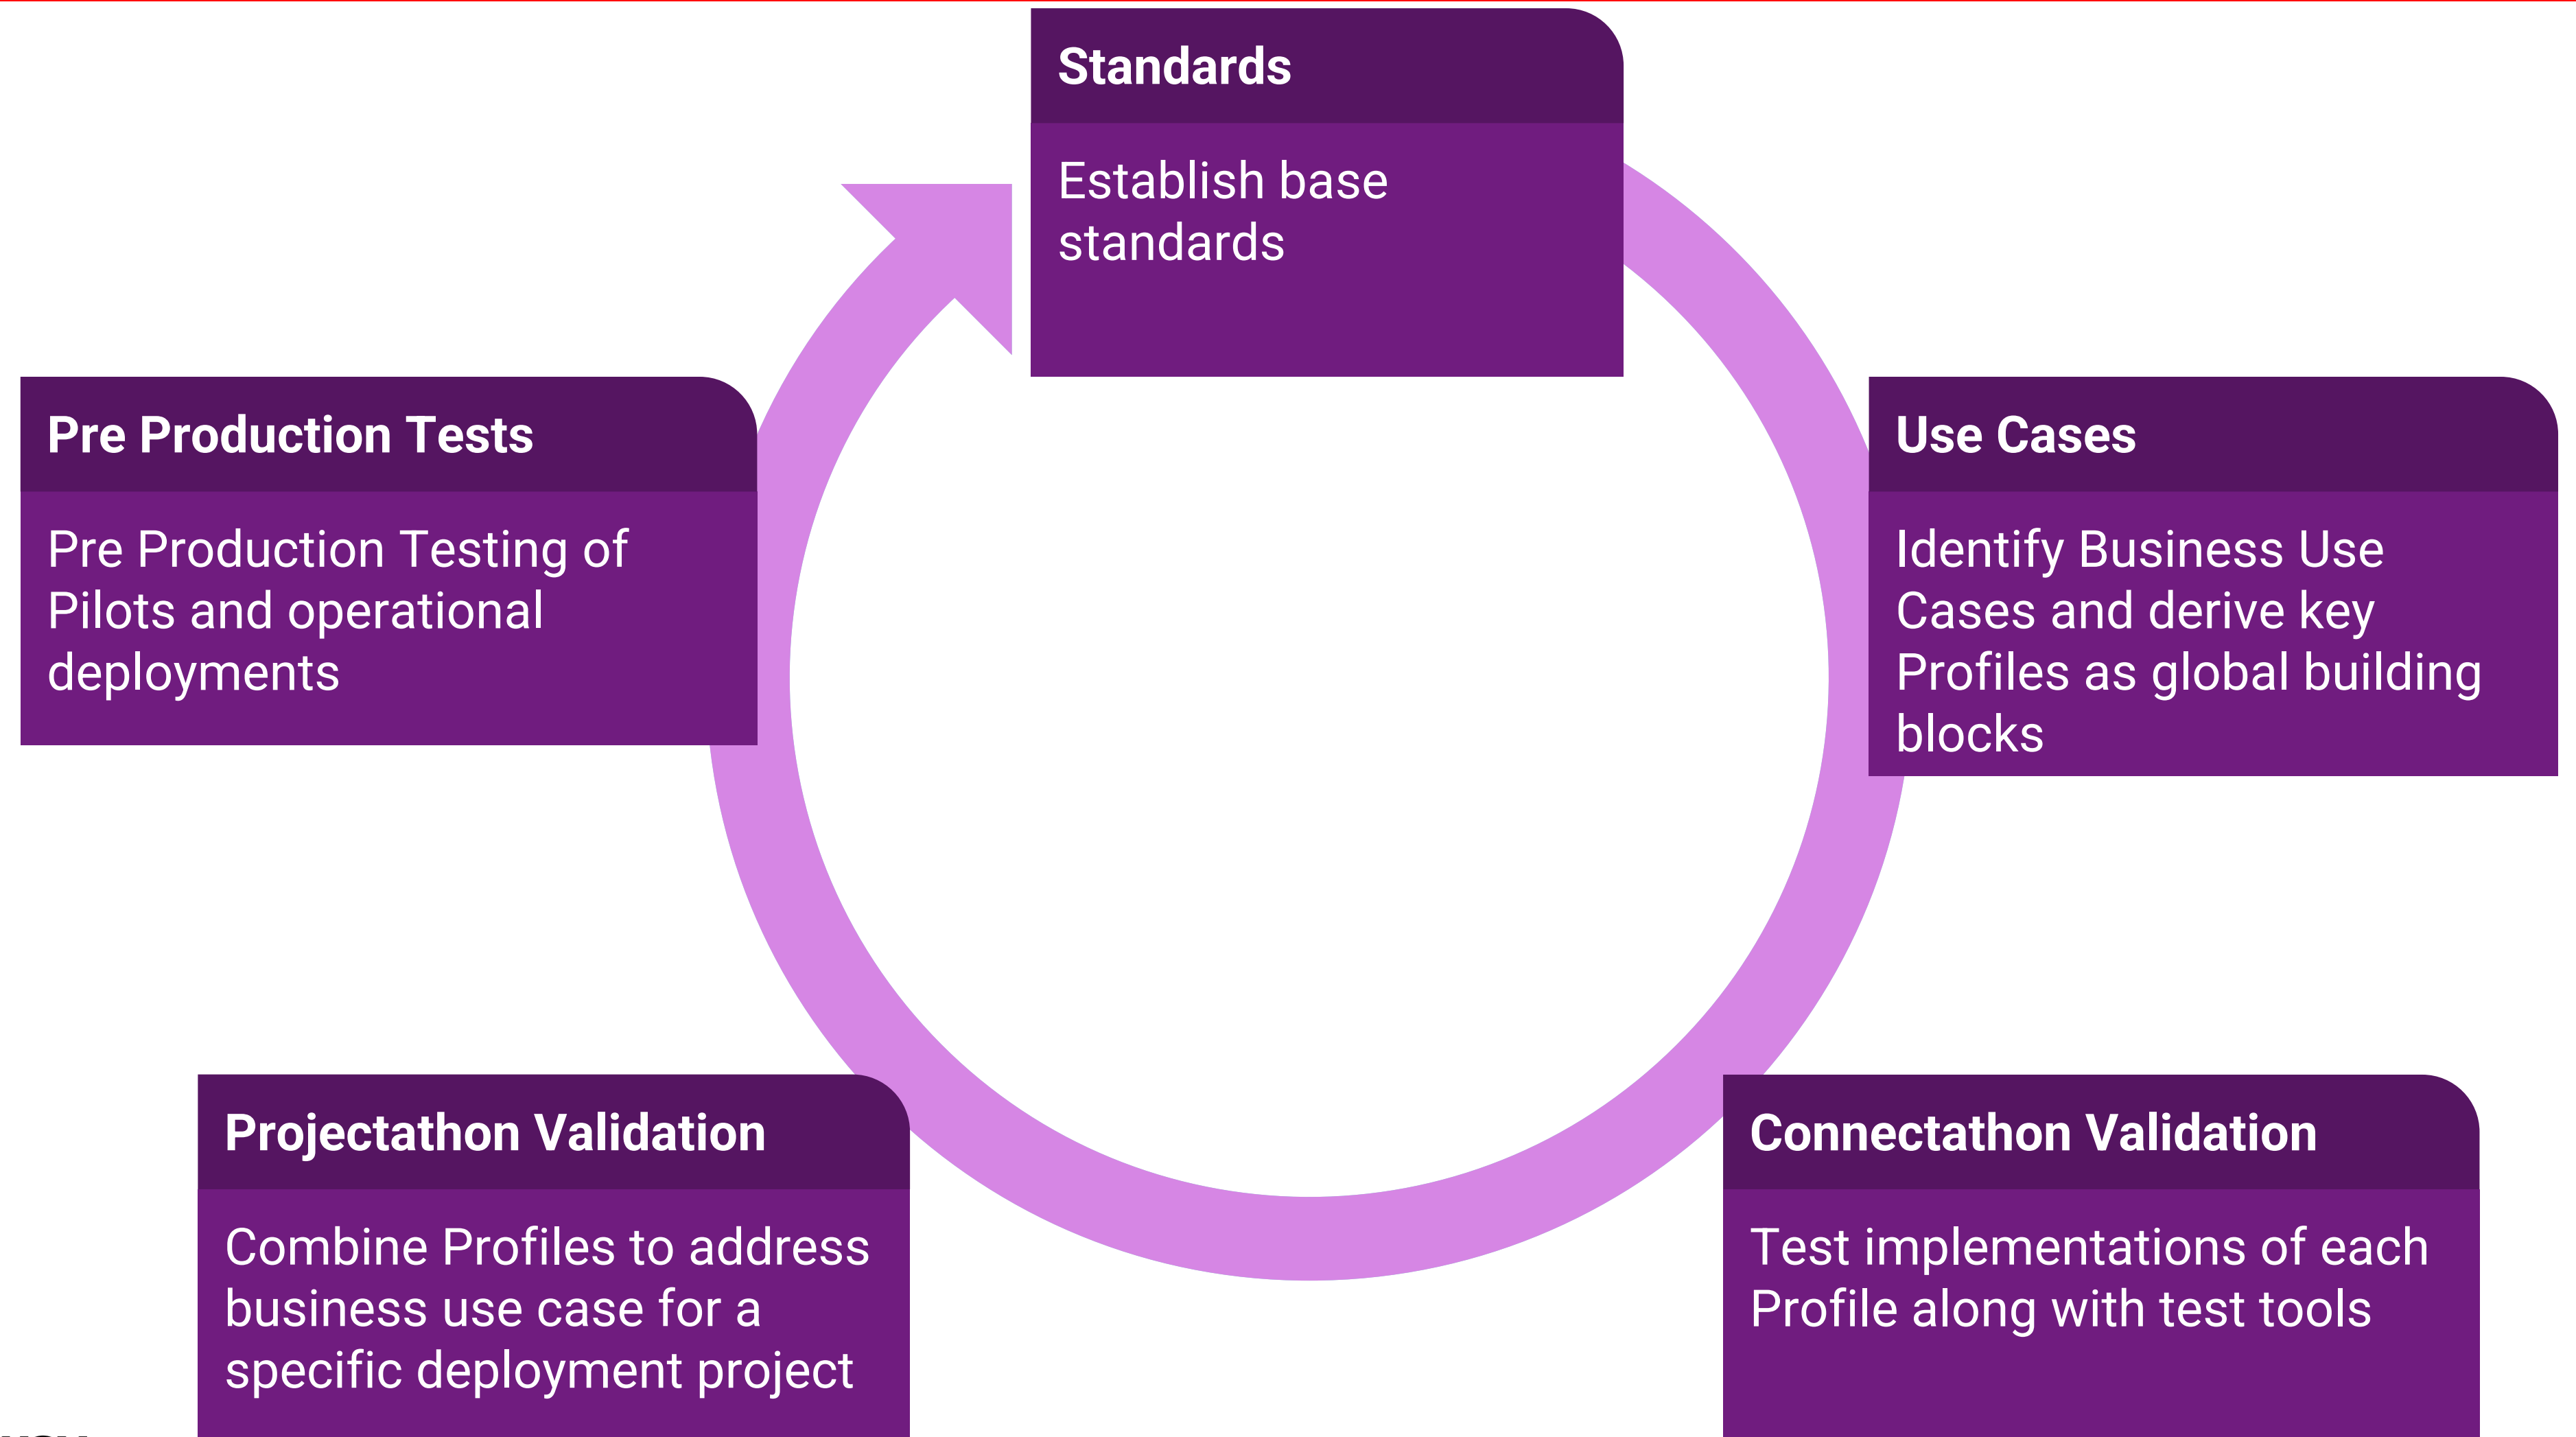 Standards
Establish base
standards
Use Cases
Identify Business Use
Cases and derive key
Profiles as global building
blocks
Connectathon Validation
Test implementations of each
Profile along with test tools
Projectathon Validation
Combine Profiles to address
business use case for a
specific deployment project
Pre Production Tests
Pre Production Testing of
Pilots and operational
deployments